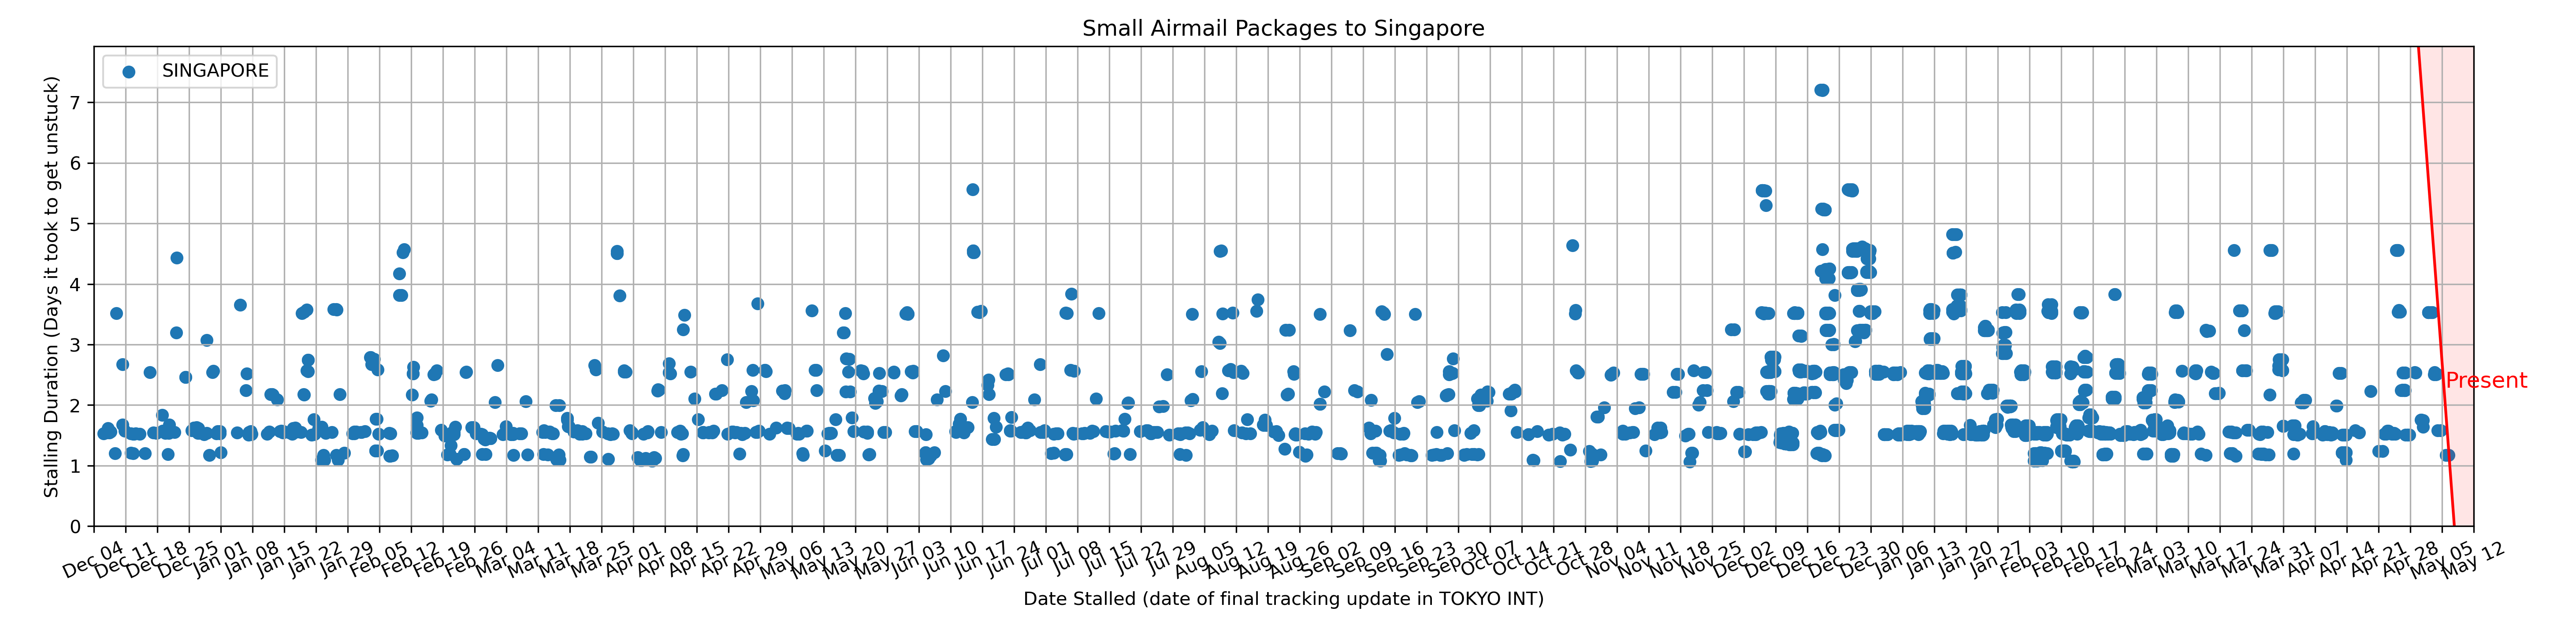 Small Airmail Packages to Singapore
SINGAPORE
Stalling Duration (Days it took to get unstuck)
7
6
5
4
3
2
1
0
Present
Dec 04
Dec 11
Dec 18
Dec 25
Jan 01
Jan 08
Jan 15
Jan 22
Jan 29
Feb 05
Feb 12
Feb 19
Feb 26
Mar 04
Mar 11
Mar 18
Mar 25
Apr 01
Apr 08
Apr 15
Apr 22
Apr 29
May 06
May 13
May 20
May 27
Jun 03
Jun 10
Jun 17
Jun 24
Jul 01
Jul 08
Jul 15
Jul 22
Jul 29
Aug 05
Aug 12
Aug 19
Aug 26
Sep 02
Sep 09
Sep 16
Sep 23
Sep 30
Oct 07
Oct 14
Oct 21
Oct 28
Nov 04
Nov 11
Nov 18
Nov 25
Dec 02
Dec 09
Dec 16
Dec 23
Dec 30
Jan 06
Jan 13
Jan 20
Jan 27
Feb 03
Feb 10
Feb 17
Feb 24
Mar 03
Mar 10
Mar 17
Mar 24
Mar 31
Apr 07
Apr 14
Apr 21
Apr 28
May 05
May 12
Date Stalled (date of final tracking update in TOKYO INT)